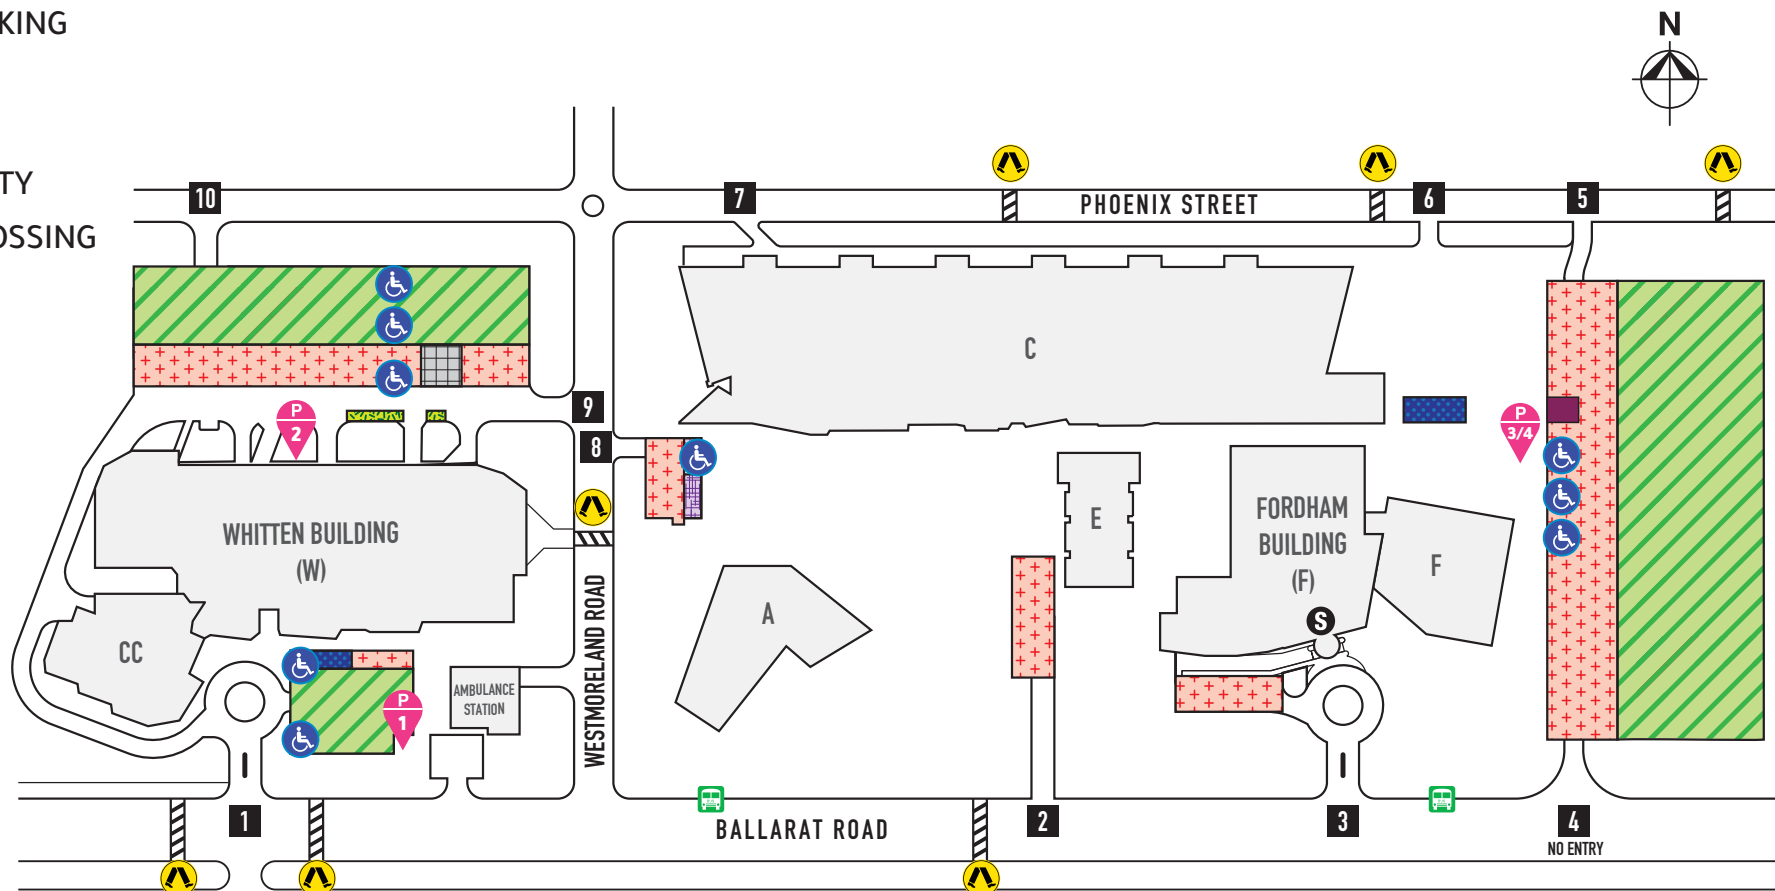 KING
N
TY
OSSING
10
7
PHOENIX STREET
6
5
C
9
8
P
2
P
3/4
WHITTEN BUILDING
(W)
E
FORDHAM
BUILDING
(F)
F
S
WESTMORELAND ROAD
A
CC
AMBULANCE
STATION
P
1
1
BALLARAT ROAD
2
3
4
NO ENTRY